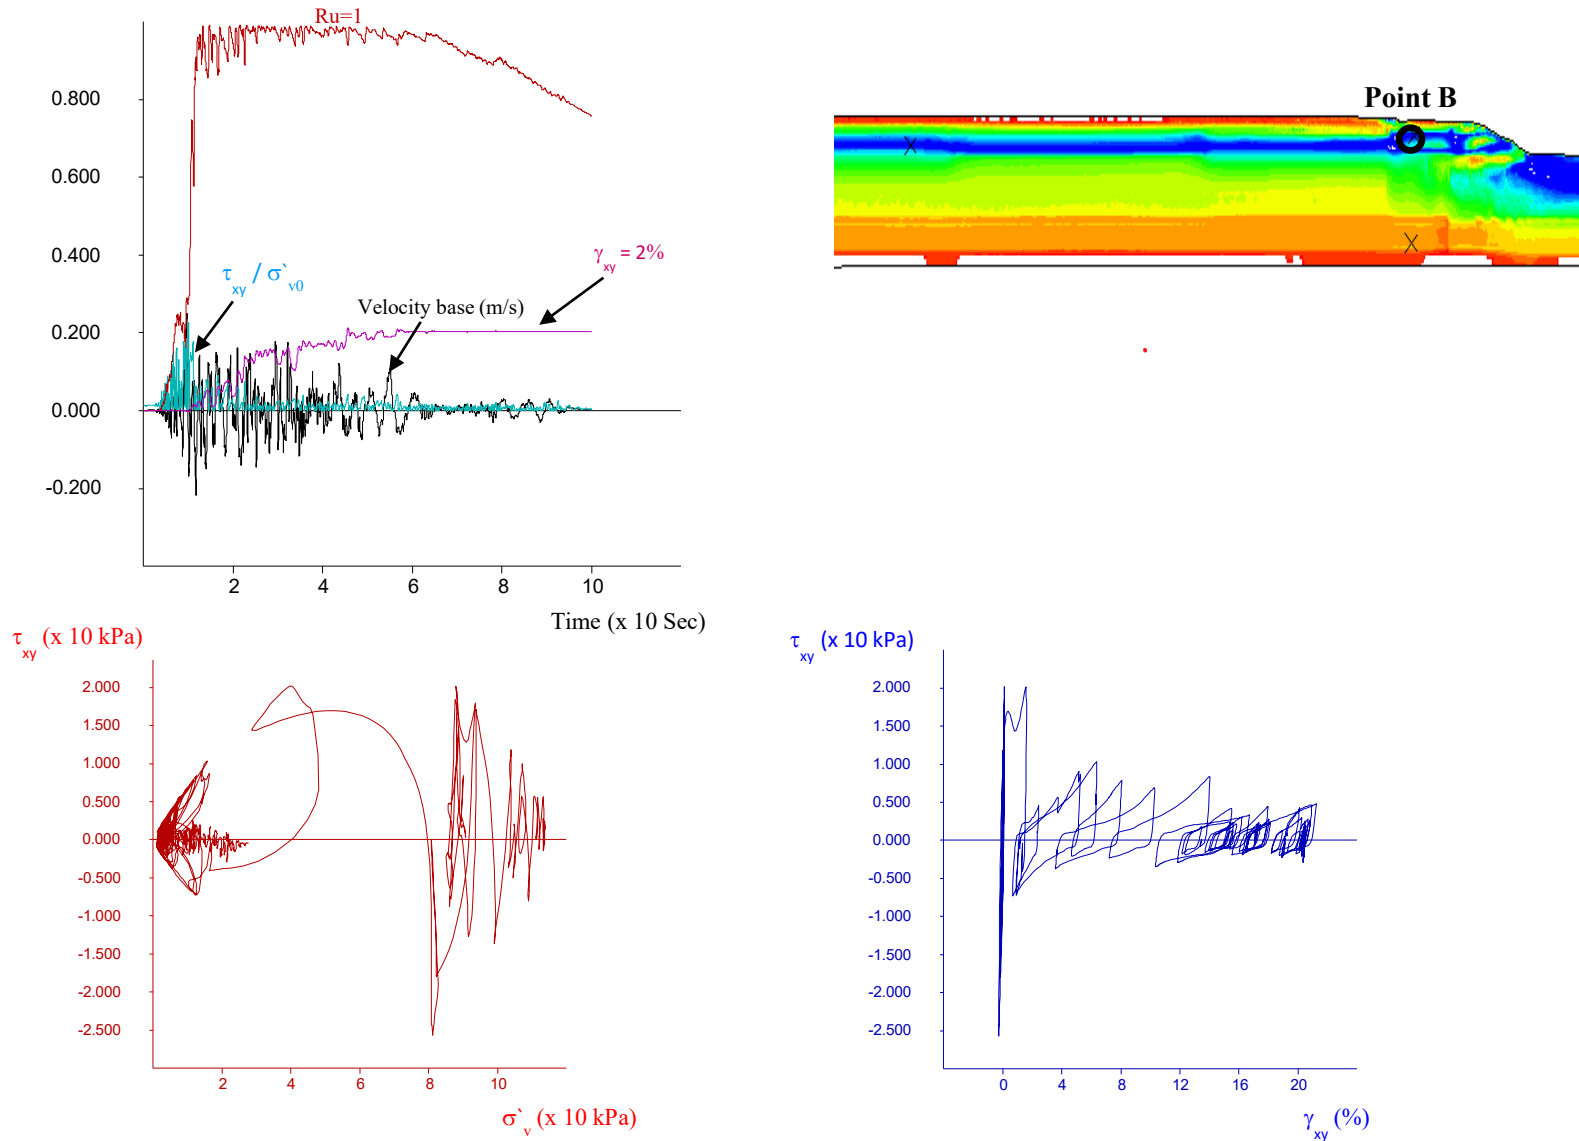 Ru=1
0.800
0.600
0.400
0.200
0.000
-0.200
τxy / σ`v0
Velocity base (m/s)
γxy = 2%
2 4 6 8 10
Time (x 10 Sec)
Point B
τxy (x 10 kPa)
2.000
1.500
1.000
0.500
0.000
-0.500
-1.000
-1.500
-2.000
-2.500
2 4 6 8 10
σ`v (x 10 kPa)
τxy (x 10 kPa)
2.000
1.500
1.000
0.500
0.000
-0.500
-1.000
-1.500
-2.000
-2.500
0 4 8 12 16 20
γxy (%)